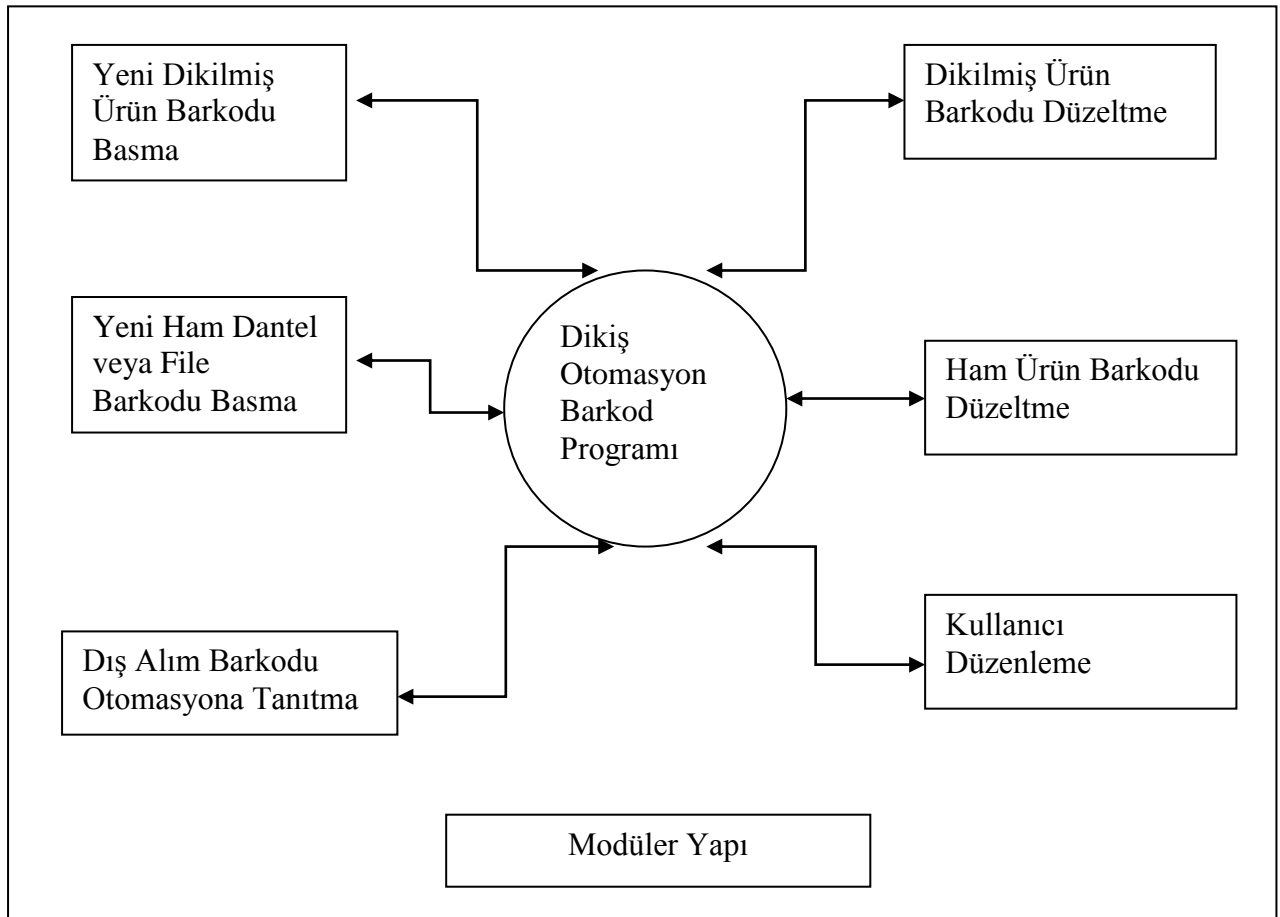 Yeni Dikilmiş
Ürün Barkodu
Basma
Dikilmiş Ürün
Barkodu Düzeltme
Yeni Ham Dantel
veya File
Barkodu Basma
Dikiş
Otomasyon
Barkod
Programı
Ham Ürün Barkodu
Düzeltme
Dış Alım Barkodu
Otomasyona Tanıtma
Kullanıcı
Düzenleme
Modüler Yapı